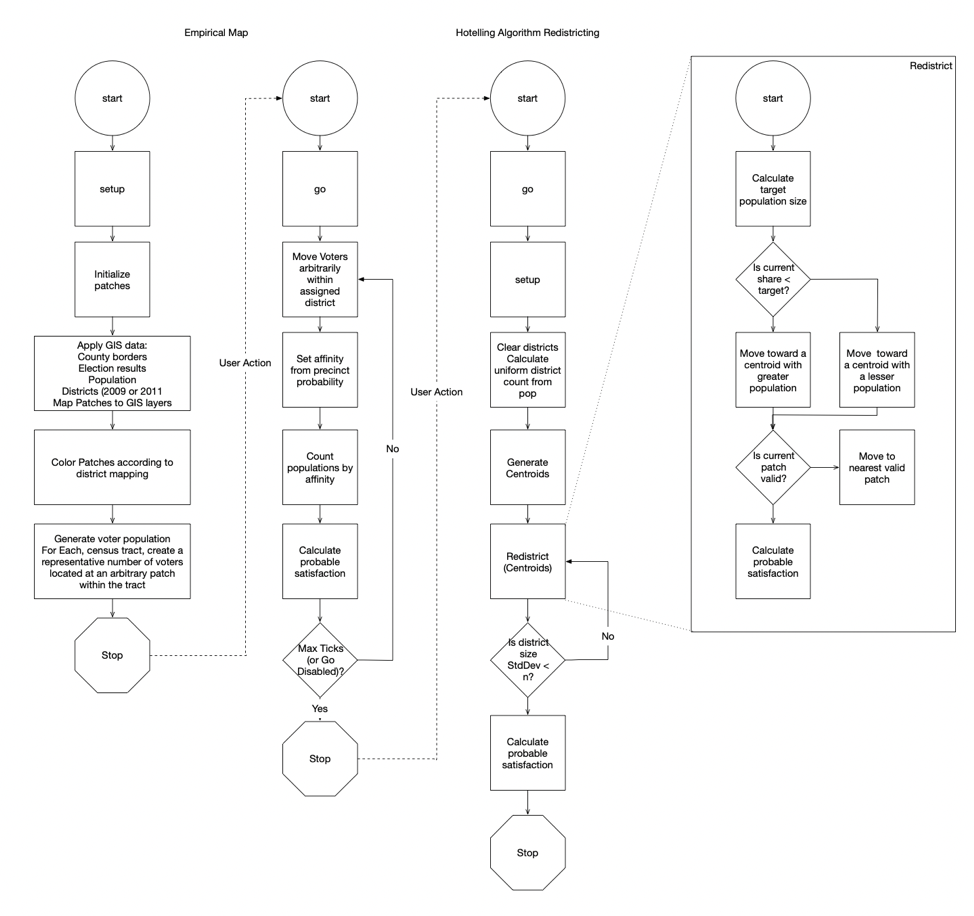 Empirical Map
Hotelling Algorithm Redistricting
start
setup
Initialize
patches
Apply GIS data:
County borders
Election results
Population
Districts (2009 or 2011
Map Patches to GIS layers
Color Patches according to
district mapping
Generate voter population
For Each, census tract, create a
representative number of voters
located at an arbitrary patch
within the tract
Stop
User Action
start
go
Move Voters
arbitrarily
within
assigned
district
Set affinity
from precinct
probability
Count
populations by
affinity
Calculate
probable
satisfaction
Max Ticks
(or Go
Disabled)?
No
Yes
Stop
User Action
start
go
setup
Clear districts
Calculate
uniform district
count from
pop
Generate
Centroids
Redistrict
(Centroids)
Is district
size
StdDev <
n?
No
Calculate
probable
satisfaction
Stop
Redistrict
start
Calculate
target
population size
Is current
share <
target?
Move toward a
centroid with
greater
population
Move  toward
a centroid with
a lesser
population
Is current
patch
valid?
Move to
nearest valid
patch
Calculate
probable
satisfaction